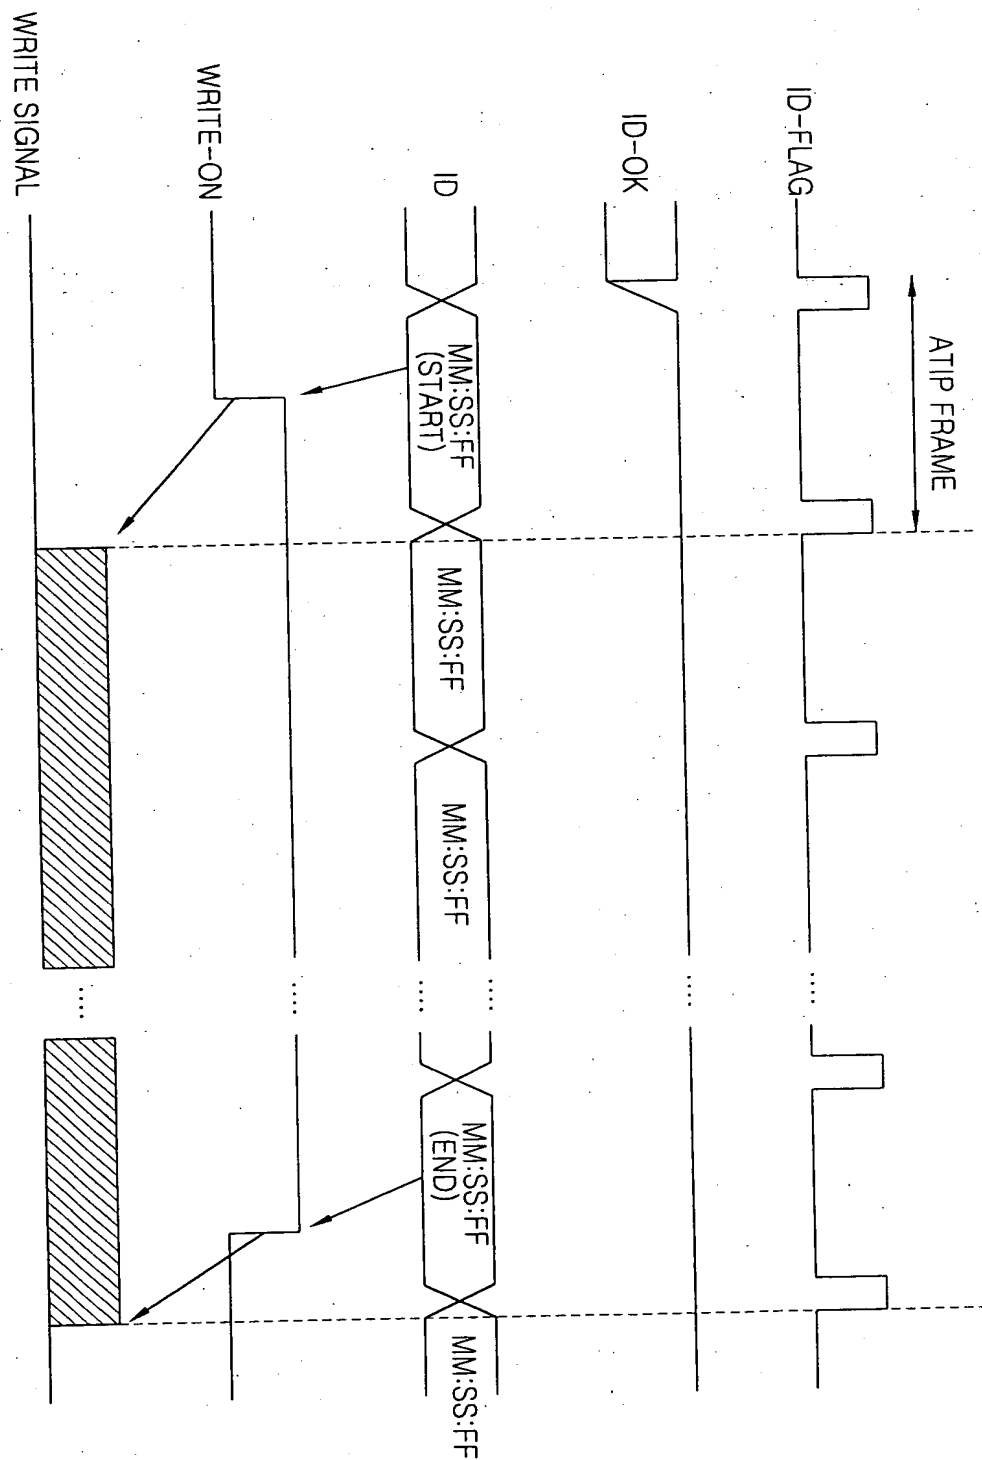 ATIP FRAME
ID-FLAG
ID-OK
ID
MM:SS:FF
(START)
MM:SS:FF
MM:SS:FF
MM:SS:FF
(END)
MM:SS:FF
WRITE-ON
WRITE SIGNAL